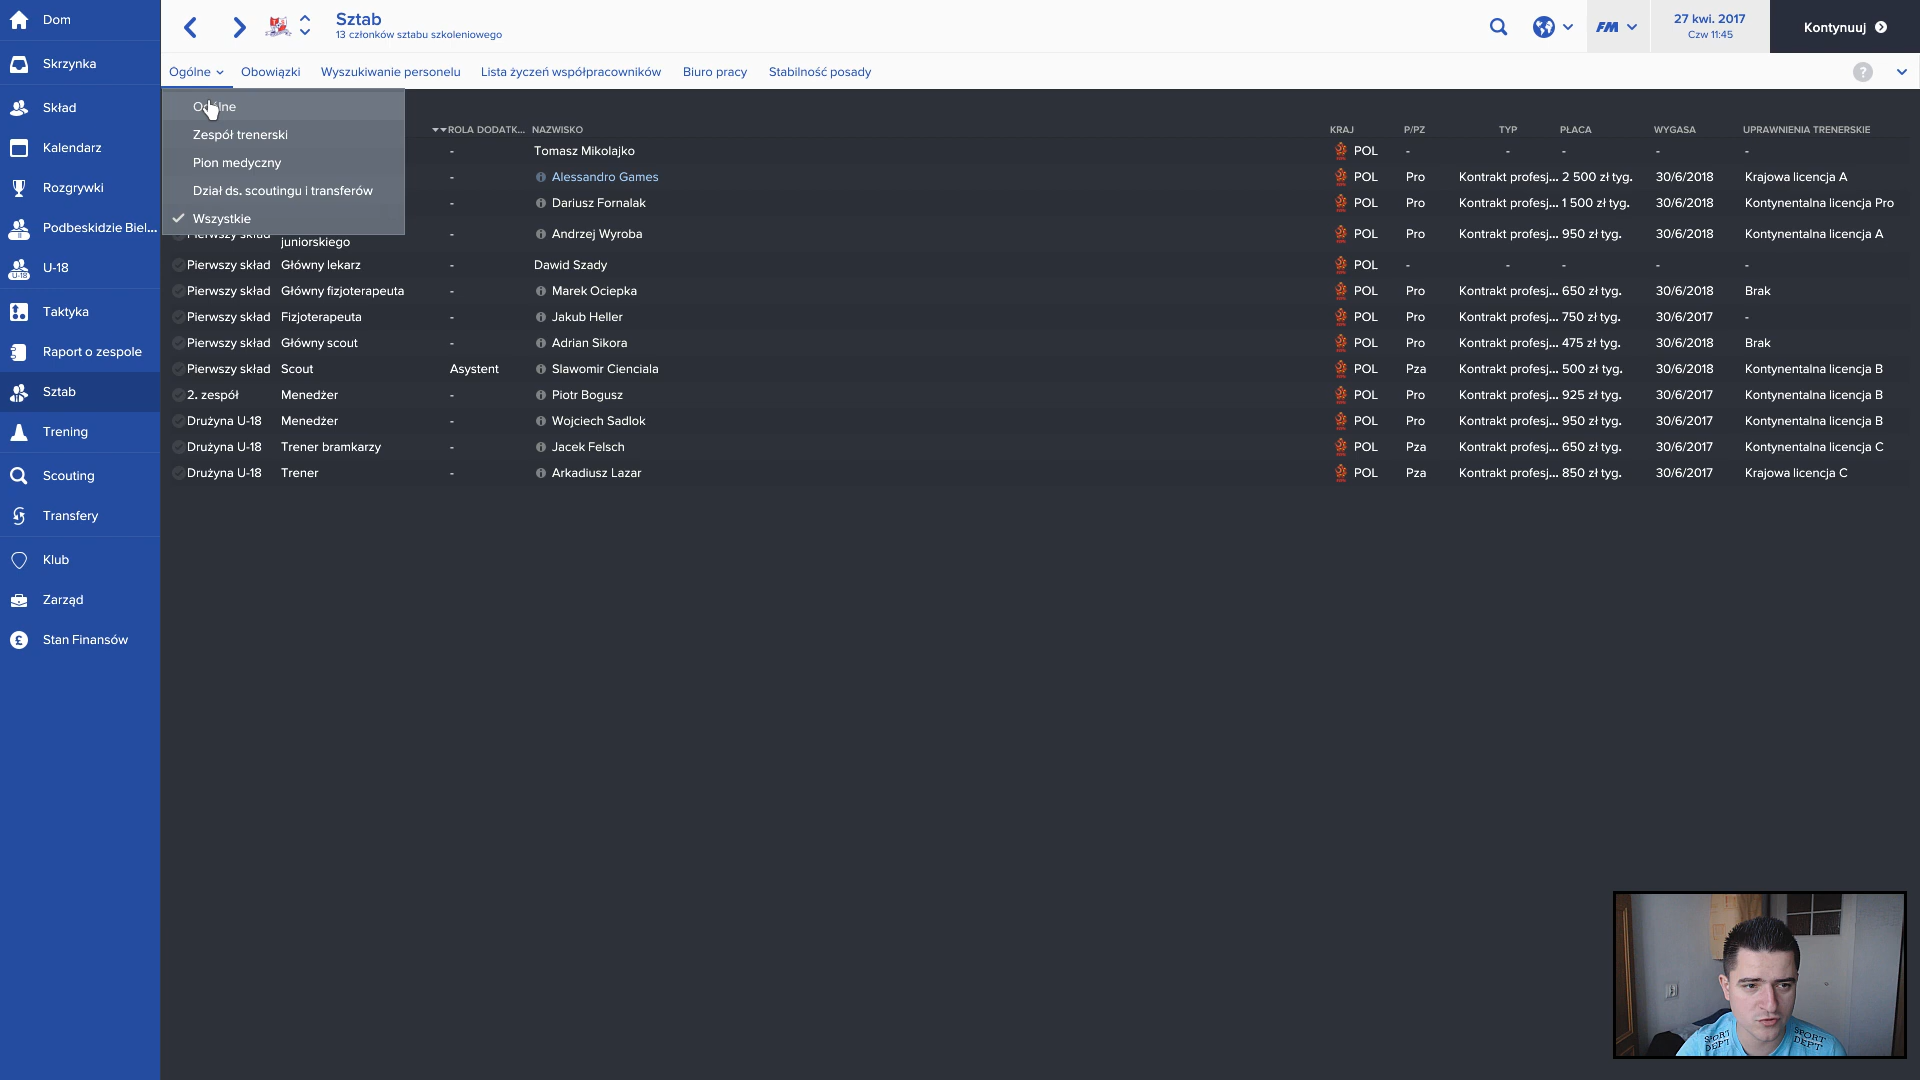 Dom
Skrzynka
Skład
Kalendarz
Rozgrywki
Podbeskidzie Biel...
U-18
Taktyka
Raport o zespole
Sztab
Trening
Scouting
Transfery
Klub
Zarząd
Stan Finansów
Sztab
13 członków sztabu szkoleniowego
FM
27 kwi. 2017
Czw 11:45
Kontynuuj
Ogólne Obowiązki Wyszukiwanie personelu Lista życzeń współpracowników Biuro pracy Stabilność posady ?
Ogólne
Zespół trenerski
Pion medyczny
Dział ds. scoutingu i transferów
Wszystkie
ROLA DODATK... NAZWISKO KRAJ P/PZ TYP PŁACA WYGASA UPRAWNIENIA TRENERSKIE
- Tomasz Mikolajko POL - - - - -
- Alessandro Games POL Pro Kontrakt profesj... 2 500 zł tyg. 30/6/2018 Krajowa licencja A
- Dariusz Fornalak POL Pro Kontrakt profesj... 1 500 zł tyg. 30/6/2018 Kontynentalna licencja Pro
Pierwszy skład juniorskiego - Andrzej Wyroba POL Pro Kontrakt profesj... 950 zł tyg. 30/6/2018 Kontynentalna licencja A
Pierwszy skład Główny lekarz - Dawid Szady POL - - - - -
Pierwszy skład Główny fizjoterapeuta - Marek Ociepka POL Pro Kontrakt profesj... 650 zł tyg. 30/6/2018 Brak
Pierwszy skład Fizjoterapeuta - Jakub Heller POL Pro Kontrakt profesj... 750 zł tyg. 30/6/2017 -
Pierwszy skład Główny scout - Adrian Sikora POL Pro Kontrakt profesj... 475 zł tyg. 30/6/2018 Brak
Pierwszy skład Scout Asystent Slawomir Cienciala POL Pza Kontrakt profesj... 500 zł tyg. 30/6/2018 Kontynentalna licencja B
2. zespół Menedżer - Piotr Bogusz POL Pro Kontrakt profesj... 925 zł tyg. 30/6/2017 Kontynentalna licencja B
Drużyna U-18 Menedżer - Wojciech Sadlok POL Pro Kontrakt profesj... 950 zł tyg. 30/6/2017 Kontynentalna licencja B
Drużyna U-18 Trener bramkarzy - Jacek Felsch POL Pza Kontrakt profesj... 650 zł tyg. 30/6/2017 Kontynentalna licencja C
Drużyna U-18 Trener - Arkadiusz Lazar POL Pza Kontrakt profesj... 850 zł tyg. 30/6/2017 Krajowa licencja C
SPORT DEP'T
SPORT DEP'T